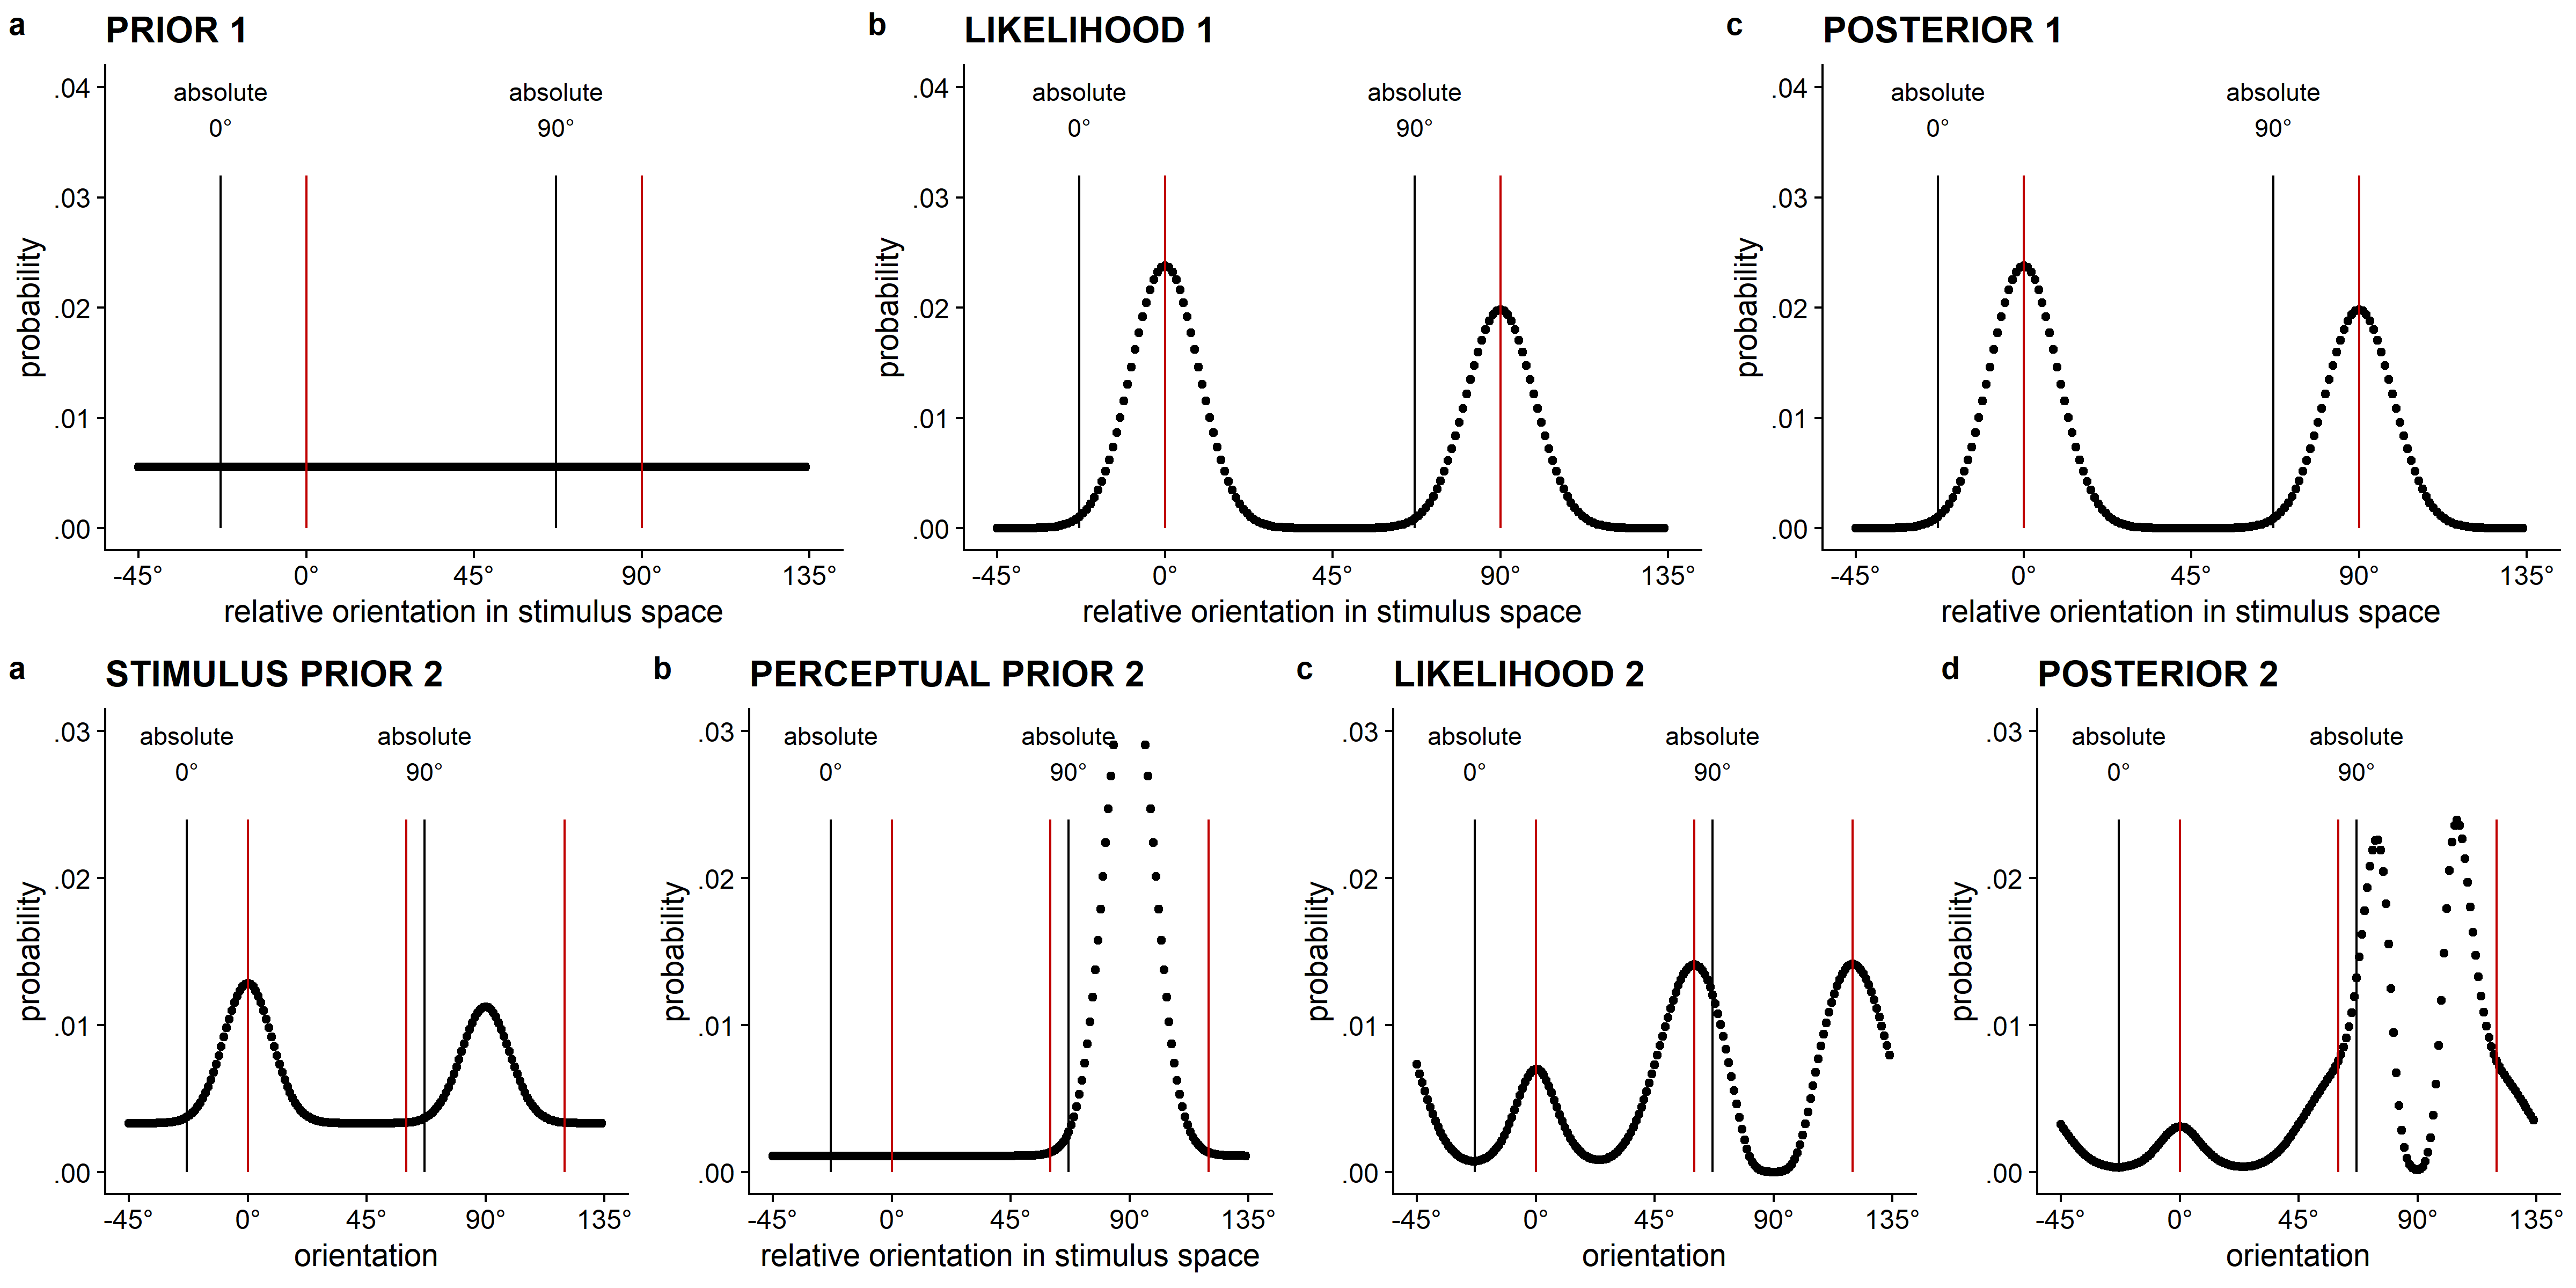 a PRIOR 1
absolute 0°
absolute 90°
.04
.03
.02
.01
.00
probability
-45° 0° 45° 90° 135°
relative orientation in stimulus space
b LIKELIHOOD 1
absolute 0°
absolute 90°
.04
.03
.02
.01
.00
probability
-45° 0° 45° 90° 135°
relative orientation in stimulus space
c POSTERIOR 1
absolute 0°
absolute 90°
.04
.03
.02
.01
.00
probability
-45° 0° 45° 90° 135°
relative orientation in stimulus space
a STIMULUS PRIOR 2
absolute 0°
absolute 90°
.03
.02
.01
.00
probability
-45° 0° 45° 90° 135°
orientation
b PERCEPTUAL PRIOR 2
absolute 0°
absolute 90°
.03
.02
.01
.00
probability
-45° 0° 45° 90° 135°
relative orientation in stimulus space
c LIKELIHOOD 2
absolute 0°
absolute 90°
.03
.02
.01
.00
probability
-45° 0° 45° 90° 135°
orientation
d POSTERIOR 2
absolute 0°
absolute 90°
.03
.02
.01
.00
probability
-45° 0° 45° 90° 135°
orientation